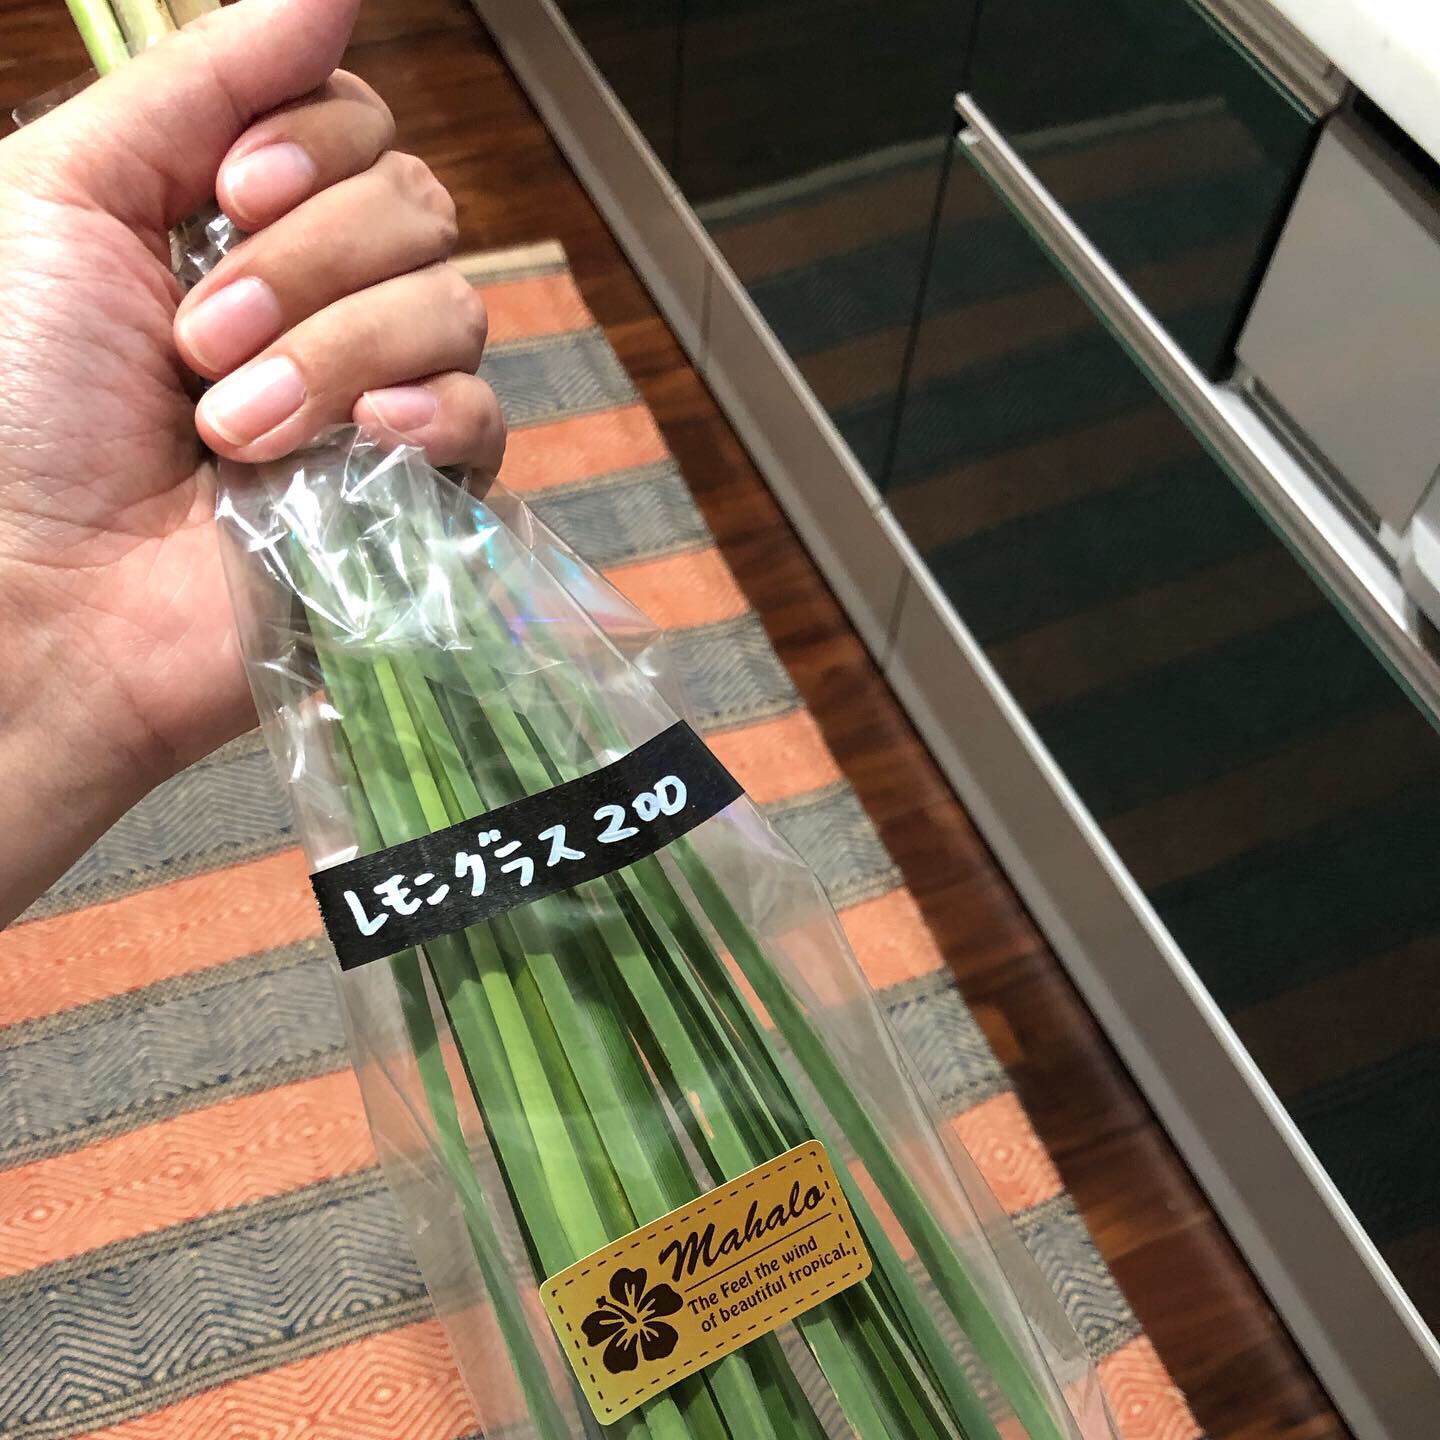 レモングラス 200
Mahalo
The Feel the wind
of beautiful tropical.